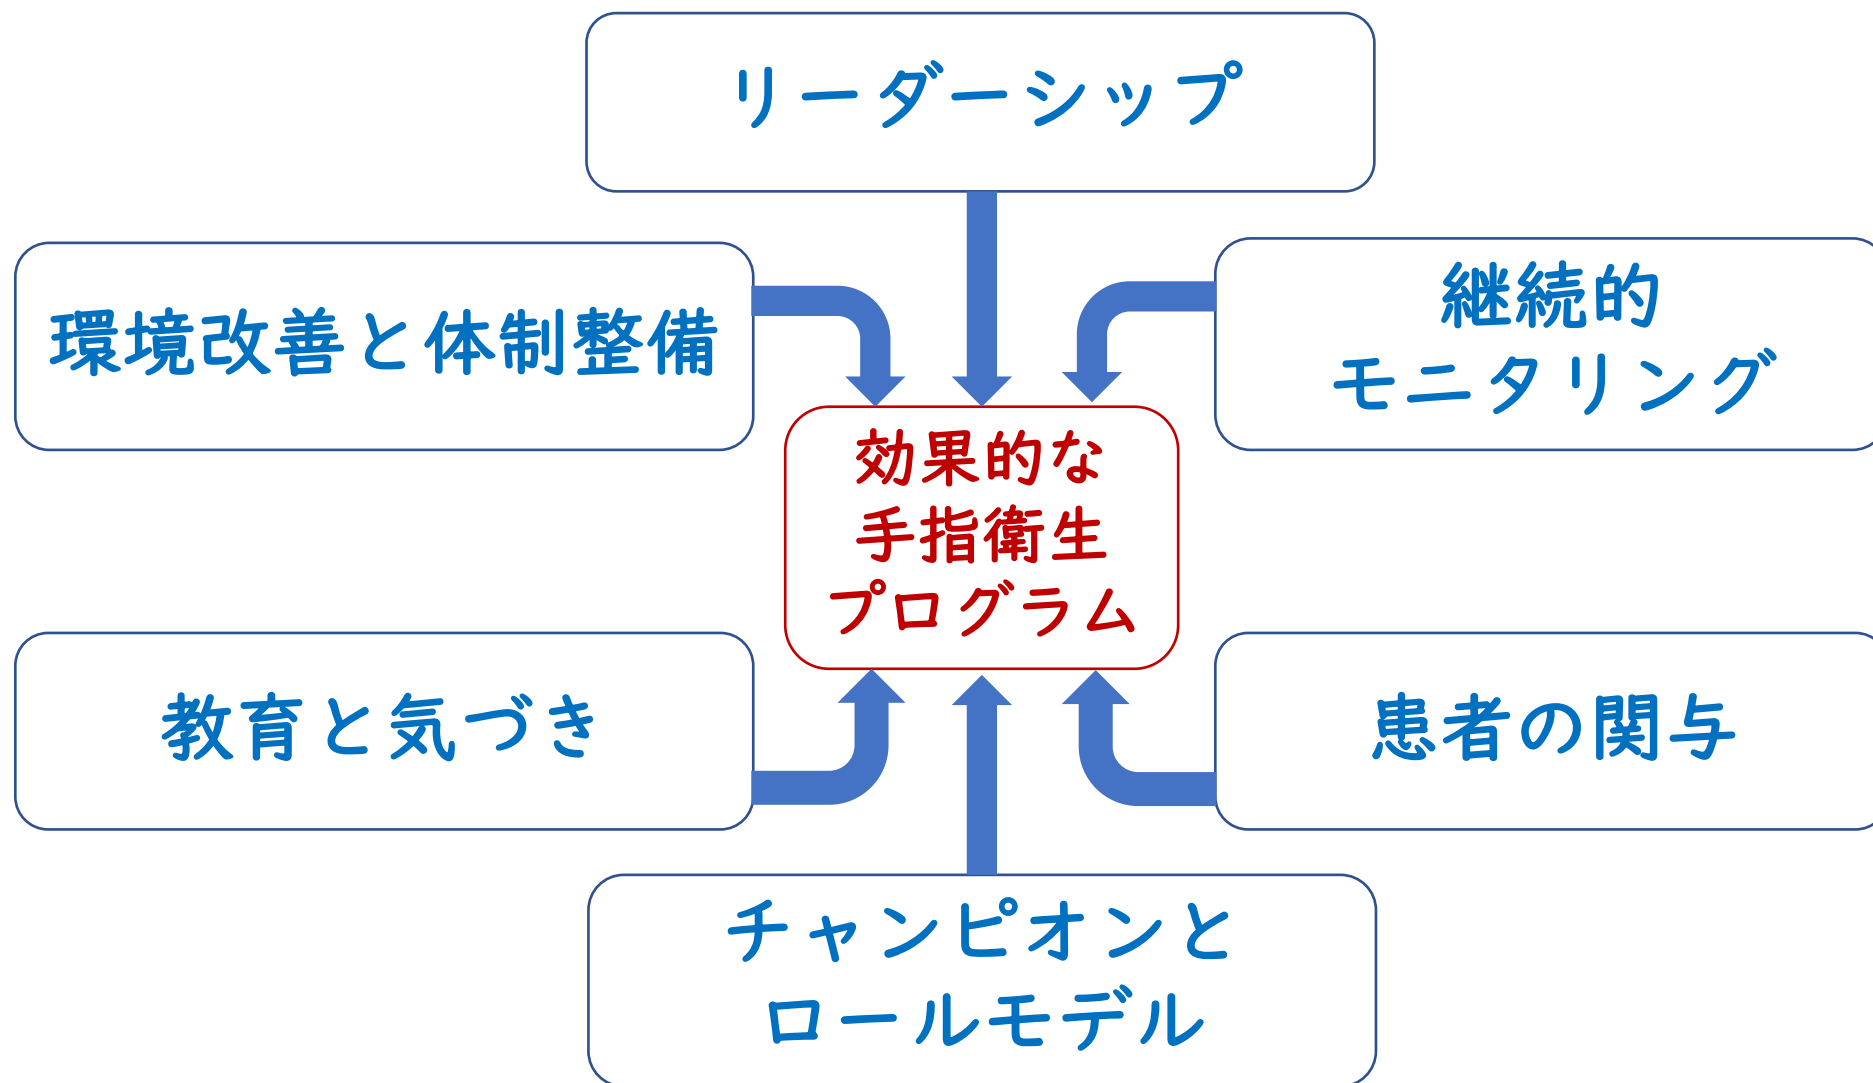 リーダーシップ
環境改善と体制整備
継続的
モニタリング
効果的な
手指衛生
プログラム
教育と気づき
患者の関与
チャンピオンと
ロールモデル